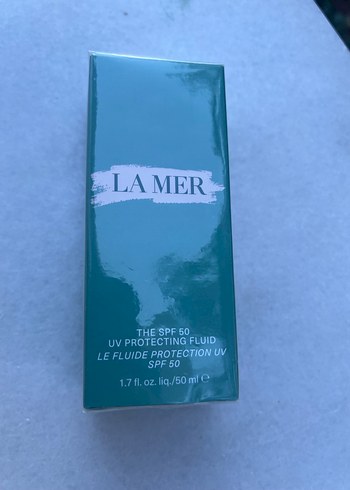 LA MER
THE SPF 50
UV PROTECTING FLUID
LE FLUIDE PROTECTION UV
SPF 50
1.7 fl. oz. liq./50 ml ℮